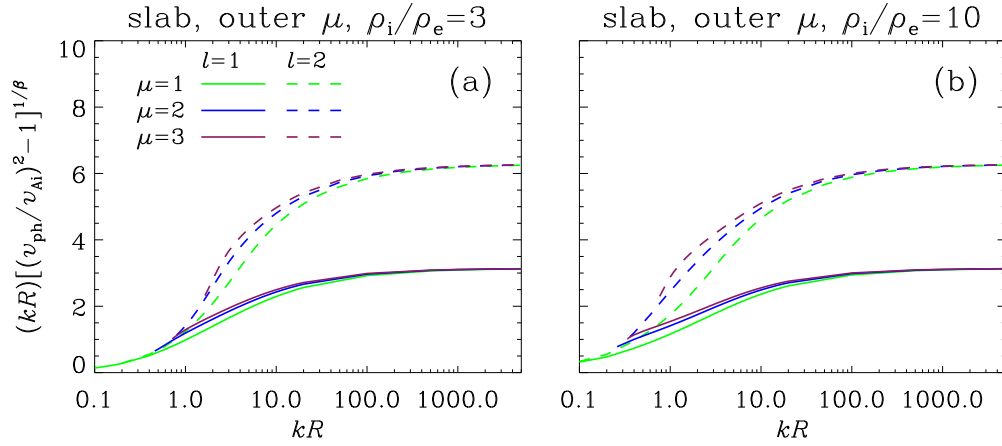 slab, outer μ, ρᵢ/ρₑ=3
slab, outer μ, ρᵢ/ρₑ=10
(kR)[(v_ph/v_Ai)²−1]^1/β
10
8
6
4
2
0
l=1 l=2
μ=1
μ=2
μ=3
(a)
(b)
0.1 1.0 10.0 100.0 1000.0
0.1 1.0 10.0 100.0 1000.0
kR
kR